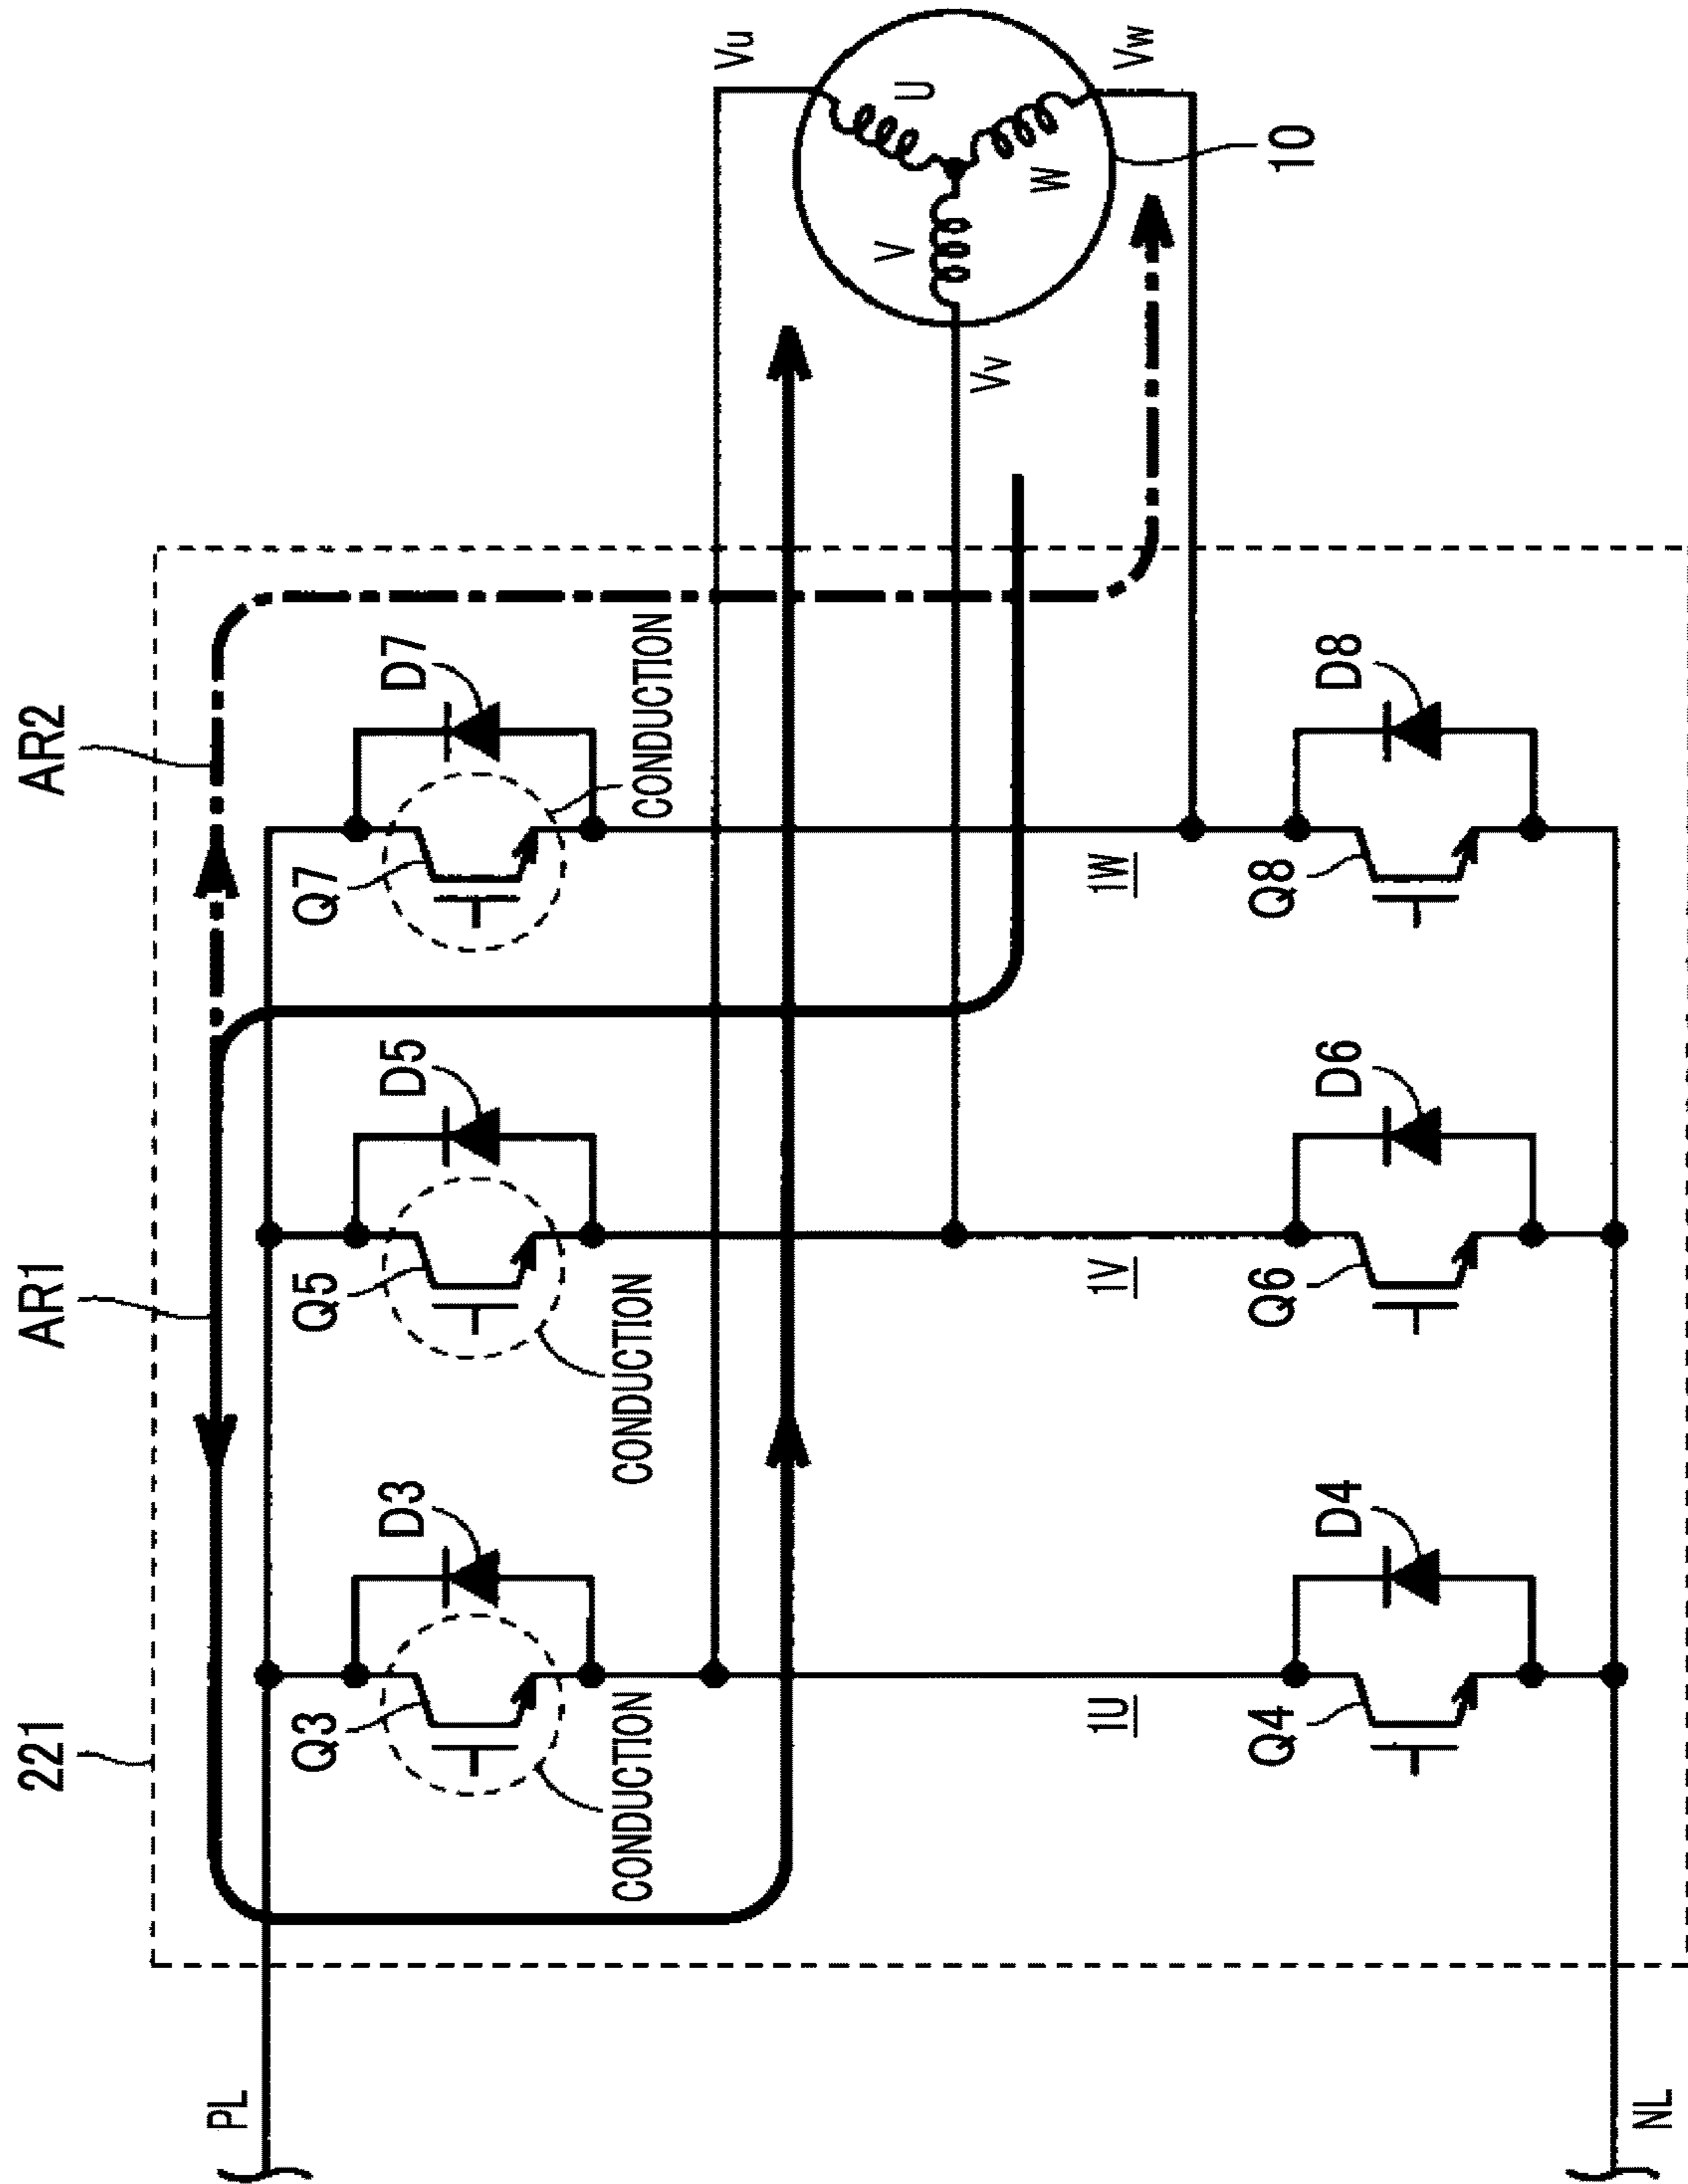 221
AR1
AR2
PL
Q3
D3
CONDUCTION
Q5
D5
CONDUCTION
Q7
D7
CONDUCTION
Vu
U
V
W
Vv
Vw
10
1U
1V
1W
Q4
D4
Q6
D6
Q8
D8
NL